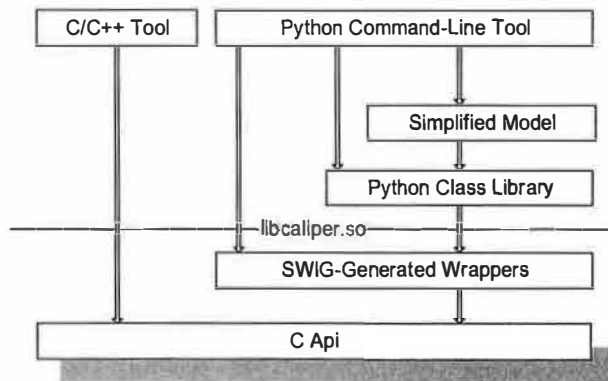 C/C++ Tool
Python Command-Line Tool
Simplified Model
Python Class Library
libcaliper.so
SWIG-Generated Wrappers
C Api